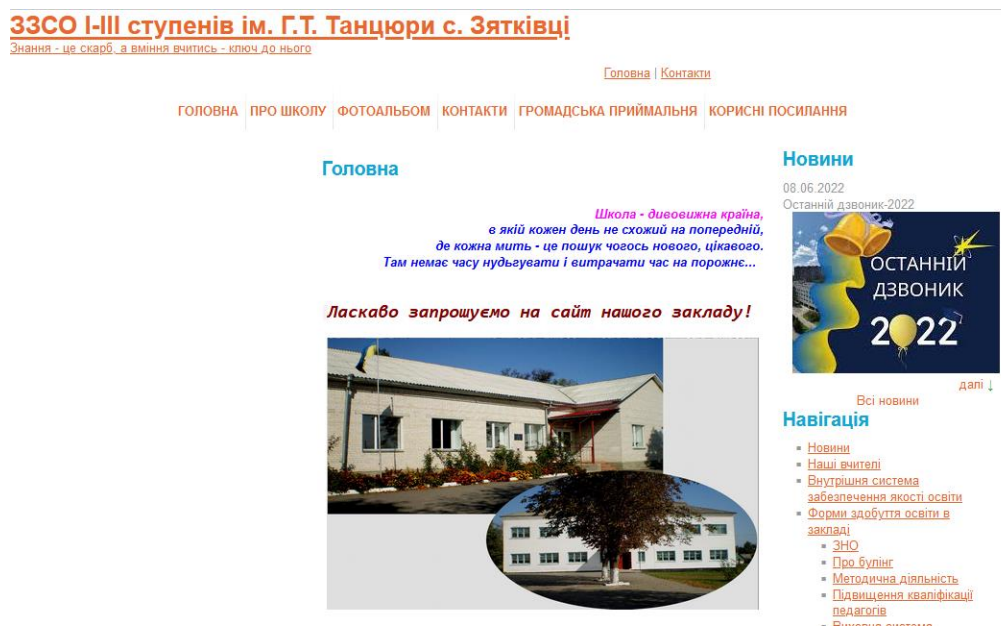 ЗЗСО І-ІІІ ступенів ім. Г.Т. Танцюри с. Зятківці
Знання - це скарб, а вміння вчитись - ключ до нього
Головна | Контакти
ГОЛОВНА ПРО ШКОЛУ ФОТОАЛЬБОМ КОНТАКТИ ГРОМАДСЬКА ПРИЙМАЛЬНЯ КОРИСНІ ПОСИЛАННЯ
Головна
Школа - дивовижна країна,
в якій кожен день не схожий на попередній,
де кожна мить - це пошук чогось нового, цікавого.
Там немає часу нудьгувати і витрачати час на порожнє...
Ласкаво запрошуємо на сайт нашого закладу!
Новини
08.06.2022
Останній дзвоник-2022
ОСТАННІЙ
ДЗВОНИК
2022
далі ↓
Всі новини
Навігація
Новини
Наші вчителі
Внутрішня система
забезпечення якості освіти
Форми здобуття освіти в
закладі
ЗНО
Про булінг
Методична діяльність
Підвищення кваліфікації
педагогів
Виховна система